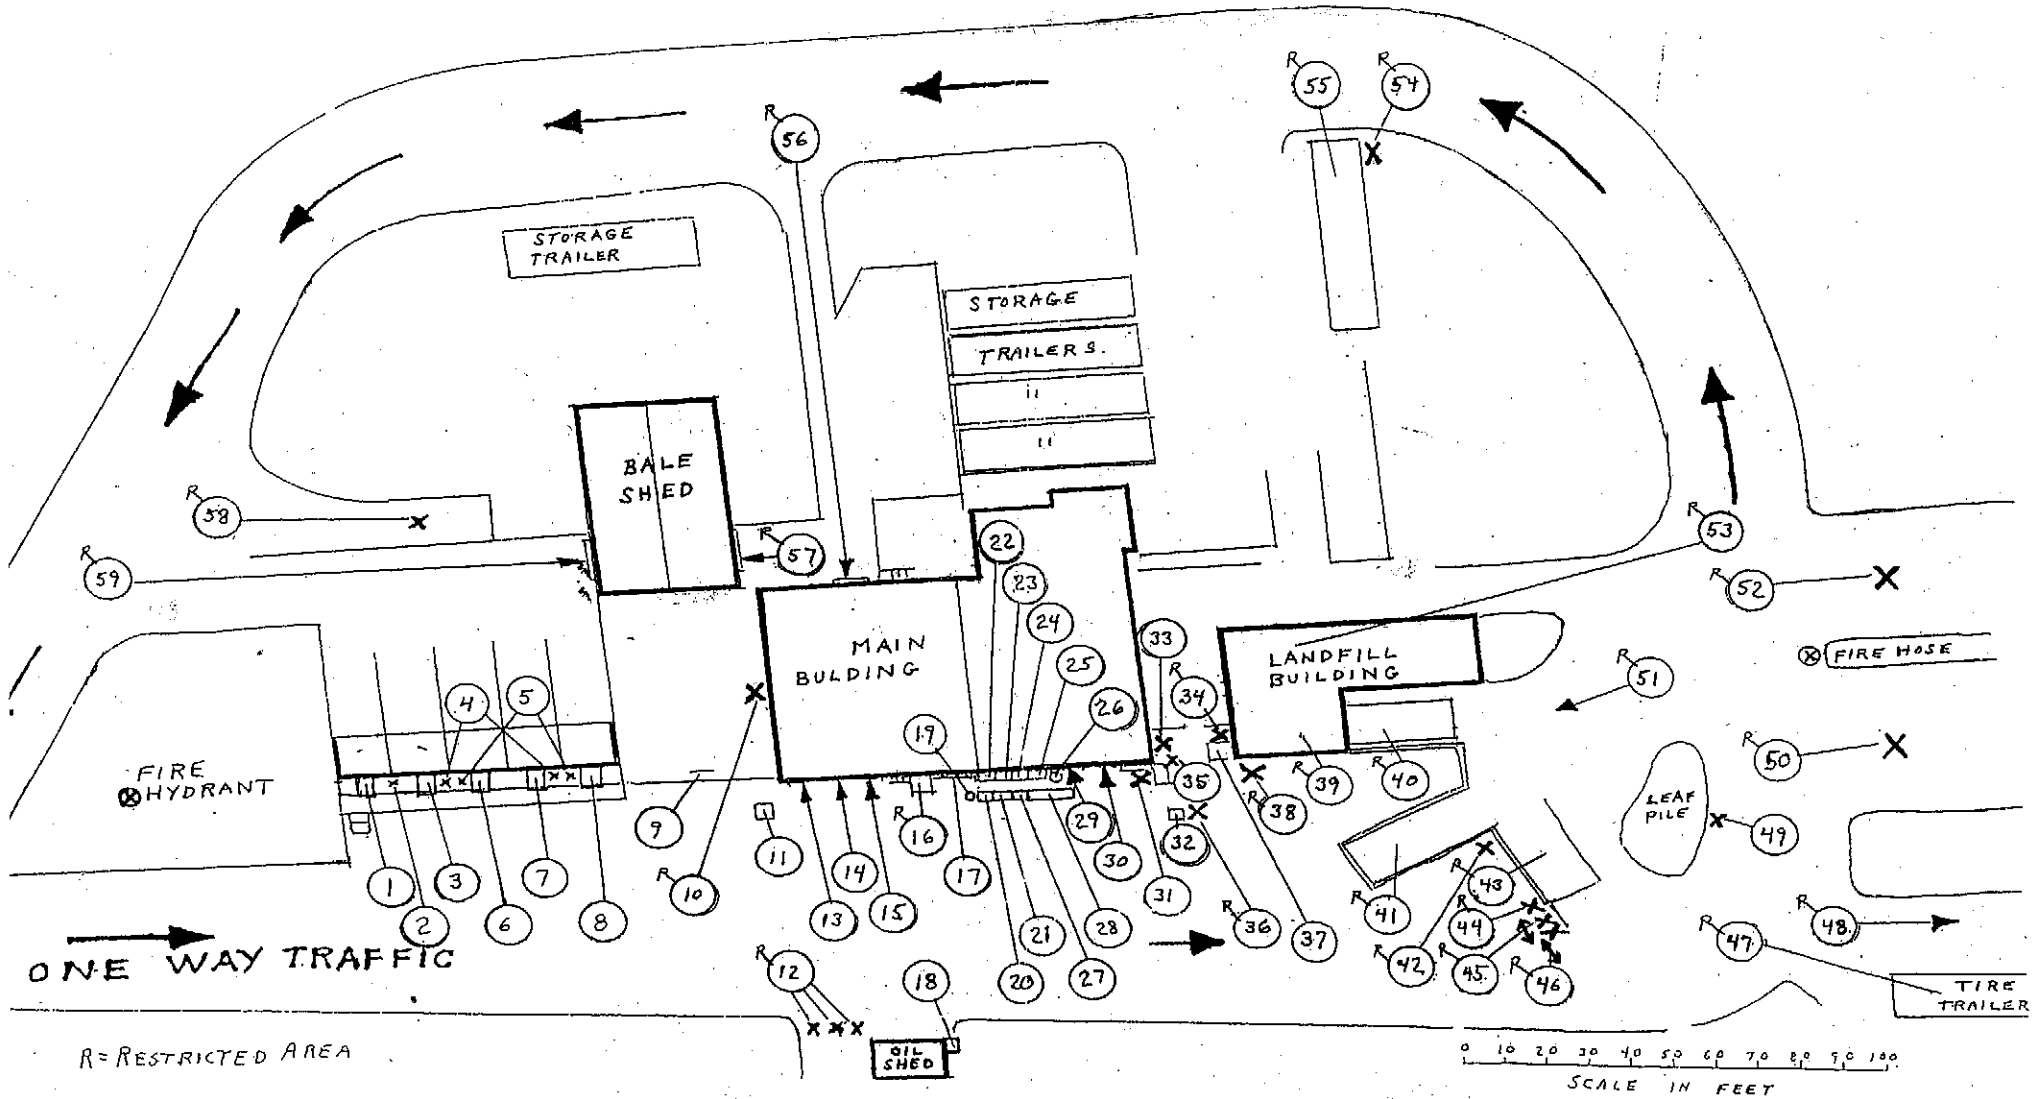 R 55
R 54
R 56
STORAGE
TRAILER
STORAGE
TRAILERS.
11
11
BALE
SHED
R 58
R 59
R 57
22
23
24
25
26
R 53
R 52
MAIN
BULDING
33
R 34
LANDFILL
BUILDING
⊗ FIRE HOSE
R 51
4
5
19
FIRE
⊗ HYDRANT
R 50
35
R 38
39
40
LEAF
PILE
49
9
11
R 16
29
32
30
1
3
7
R 10
14
17
31
2
6
8
13
15
21
28
R 36
37
R 41
R 43
R 44
R 42
R 45
R 46
R 47
R 48
ONE WAY TRAFFIC
R 12
18
20
27
TIRE
TRAILER
OIL
SHED
R = RESTRICTED AREA
0 10 20 30 40 50 60 70 80 90 100
SCALE IN FEET